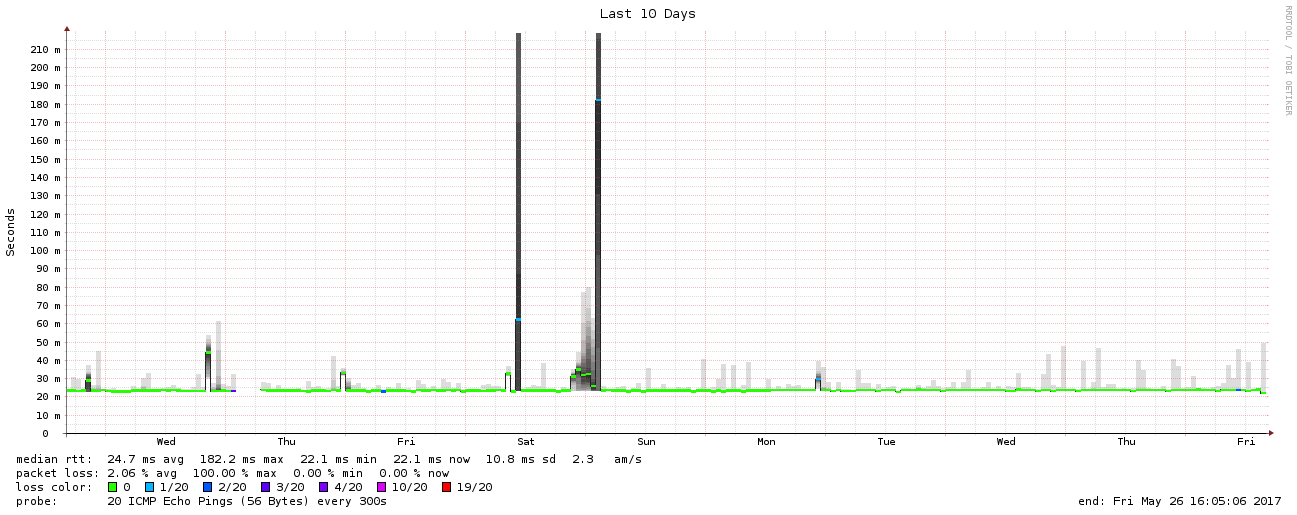 Last 10 Days
RRDTOOL / TOBI OETIKER
Seconds
210 m
200 m
190 m
180 m
170 m
160 m
150 m
140 m
130 m
120 m
110 m
100 m
90 m
80 m
70 m
60 m
50 m
40 m
30 m
20 m
10 m
0
Wed Thu Fri Sat Sun Mon Tue Wed Thu Fri
median rtt: 24.7 ms avg 182.2 ms max 22.1 ms min 22.1 ms now 10.8 ms sd 2.3 am/s
packet loss: 2.06 % avg 100.00 % max 0.00 % min 0.00 % now
loss color: 0 1/20 2/20 3/20 4/20 10/20 19/20
probe: 20 ICMP Echo Pings (56 Bytes) every 300s end: Fri May 26 16:05:06 2017